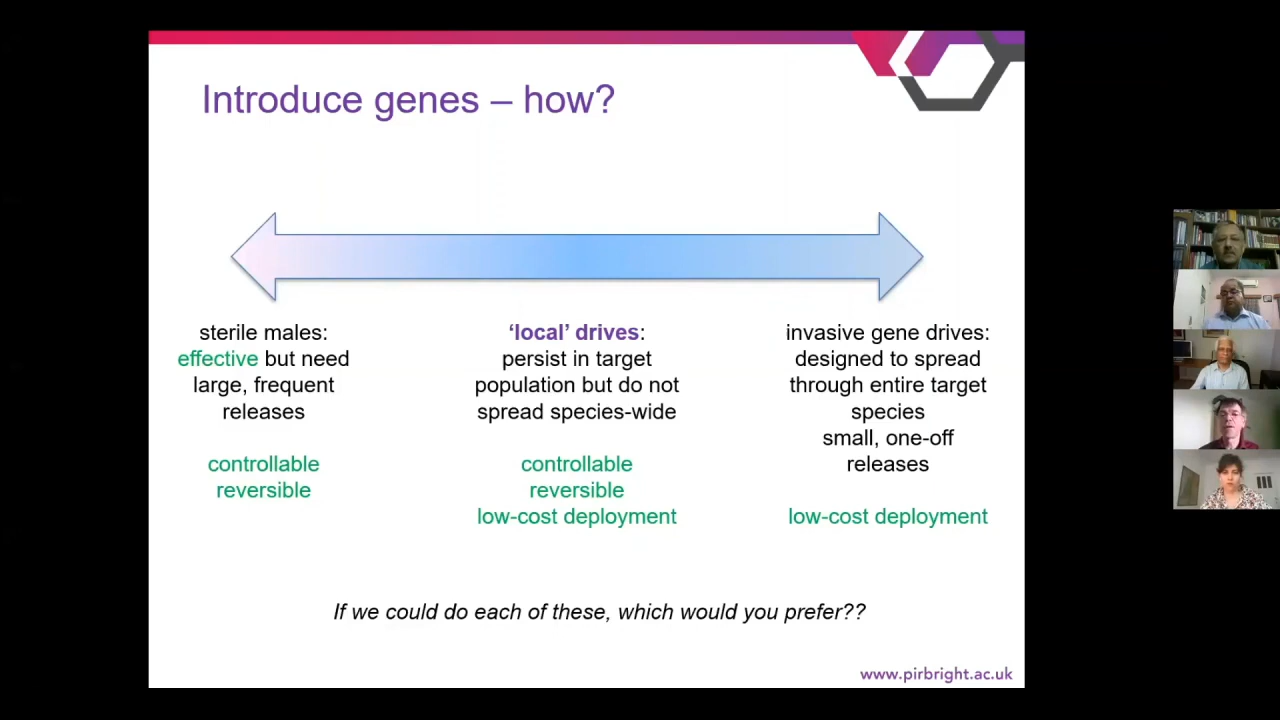 Introduce genes – how?
sterile males:
effective but need
large, frequent
releases
controllable
reversible
‘local’ drives:
persist in target
population but do not
spread species-wide
controllable
reversible
low-cost deployment
invasive gene drives:
designed to spread
through entire target
species
small, one-off
releases
low-cost deployment
If we could do each of these, which would you prefer??
www.pirbright.ac.uk